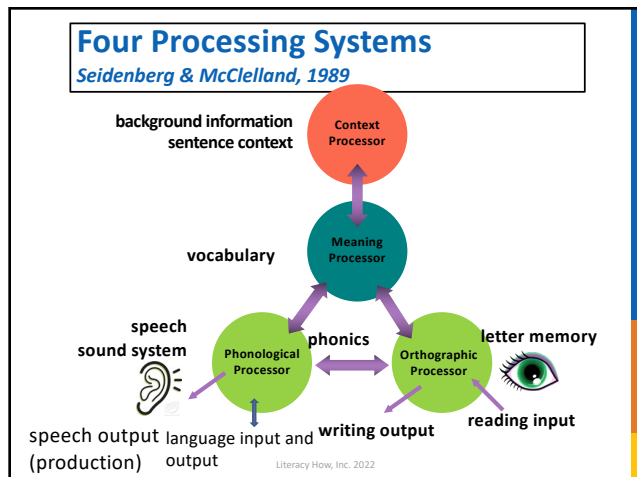 Four Processing Systems
Seidenberg & McClelland, 1989
background information
sentence context
Context
Processor
Meaning
Processor
vocabulary
speech
sound system
phonics
letter memory
Phonological
Processor
Orthographic
Processor
speech output
(production)
language input and
output
writing output
reading input
Literacy How, Inc. 2022